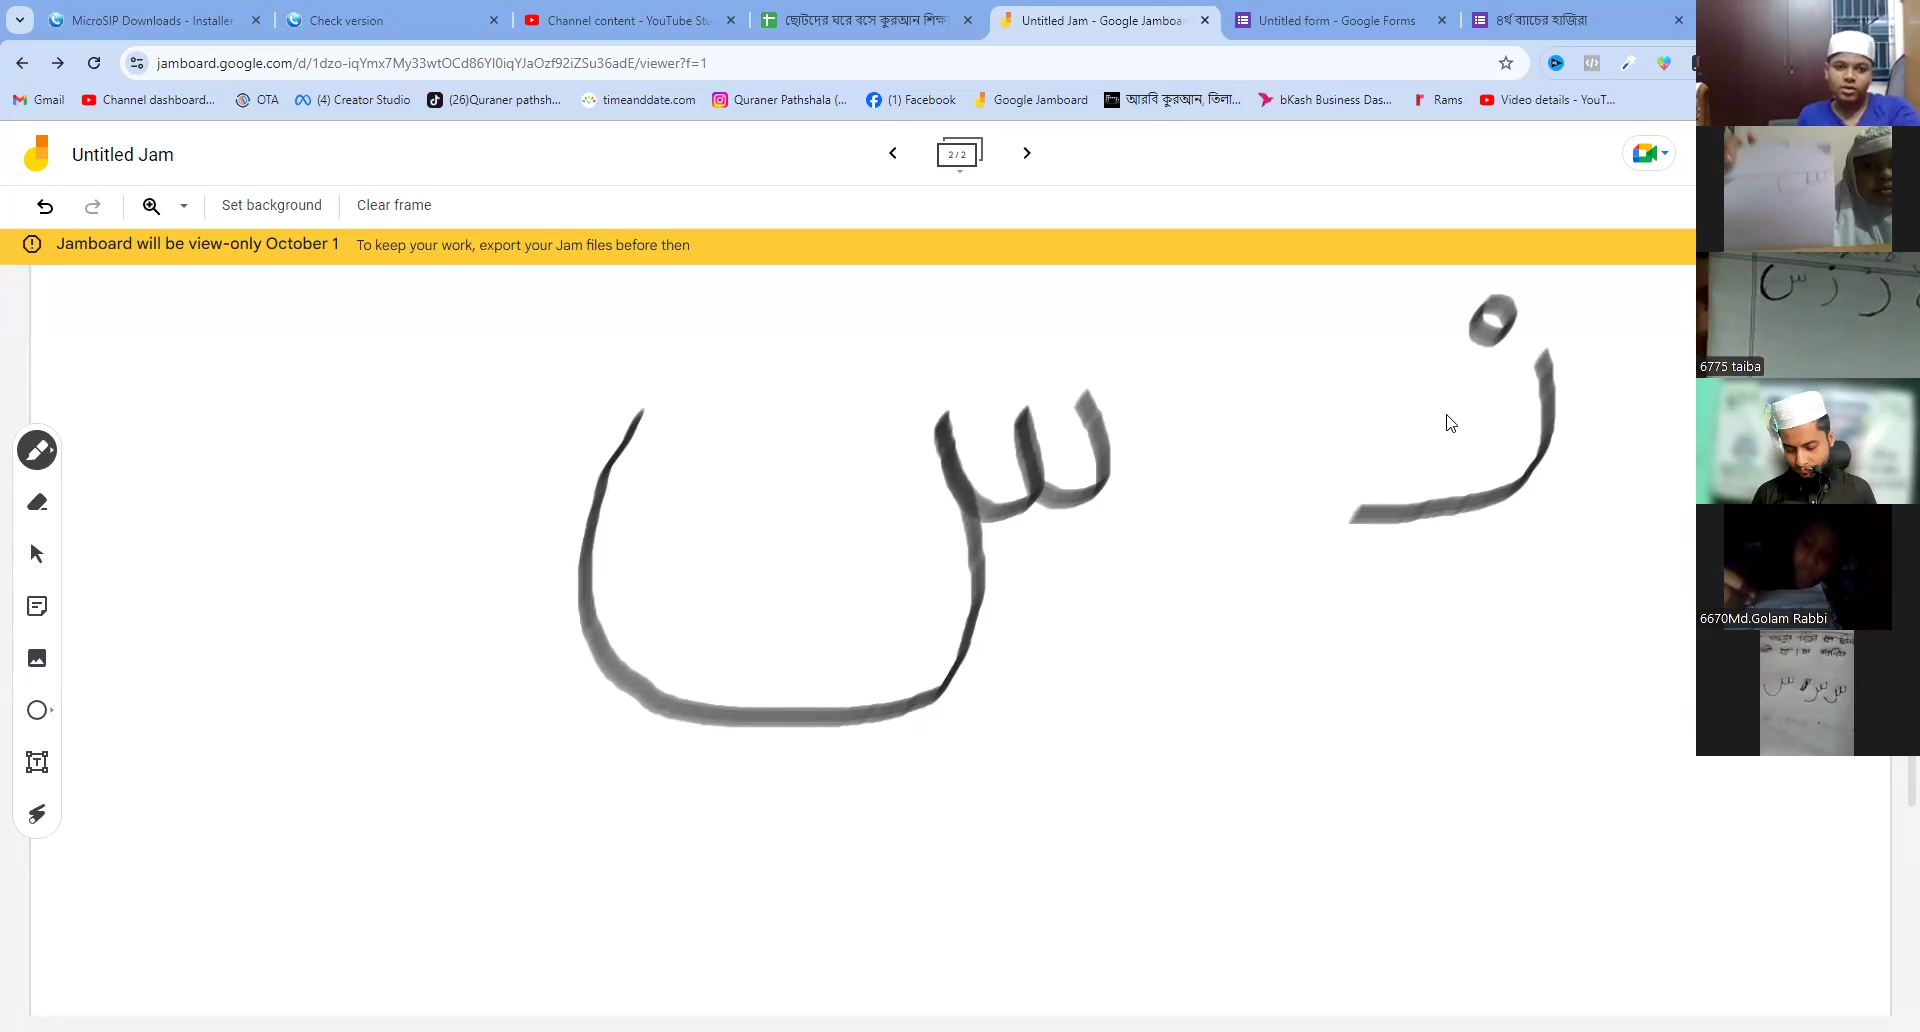 MicroSIP Downloads - Installer
Check version
Channel content - YouTube Stu
ছোটদের ঘরে বসে কুরআন শিক্ষ
Untitled Jam - Google Jamboar
Untitled form - Google Forms
৪র্থ ব্যাচের হাজিরা
jamboard.google.com/d/1dzo-iqYmx7My33wtOCd86Yl0iqYJaOzf92iZSu36adE/viewer?f=1
Gmail
Channel dashboard...
OTA
(4) Creator Studio
(26)Quraner pathsh...
timeanddate.com
Quraner Pathshala (...
(1) Facebook
Google Jamboard
আরবি কুরআন, তিলা...
bKash Business Das...
Rams
Video details - YouT...
Untitled Jam
2 / 2
Set background
Clear frame
Jamboard will be view-only October 1 To keep your work, export your Jam files before then
ز س
س
6775 taiba
س ز ر
6670Md.Golam Rabbi
س س س